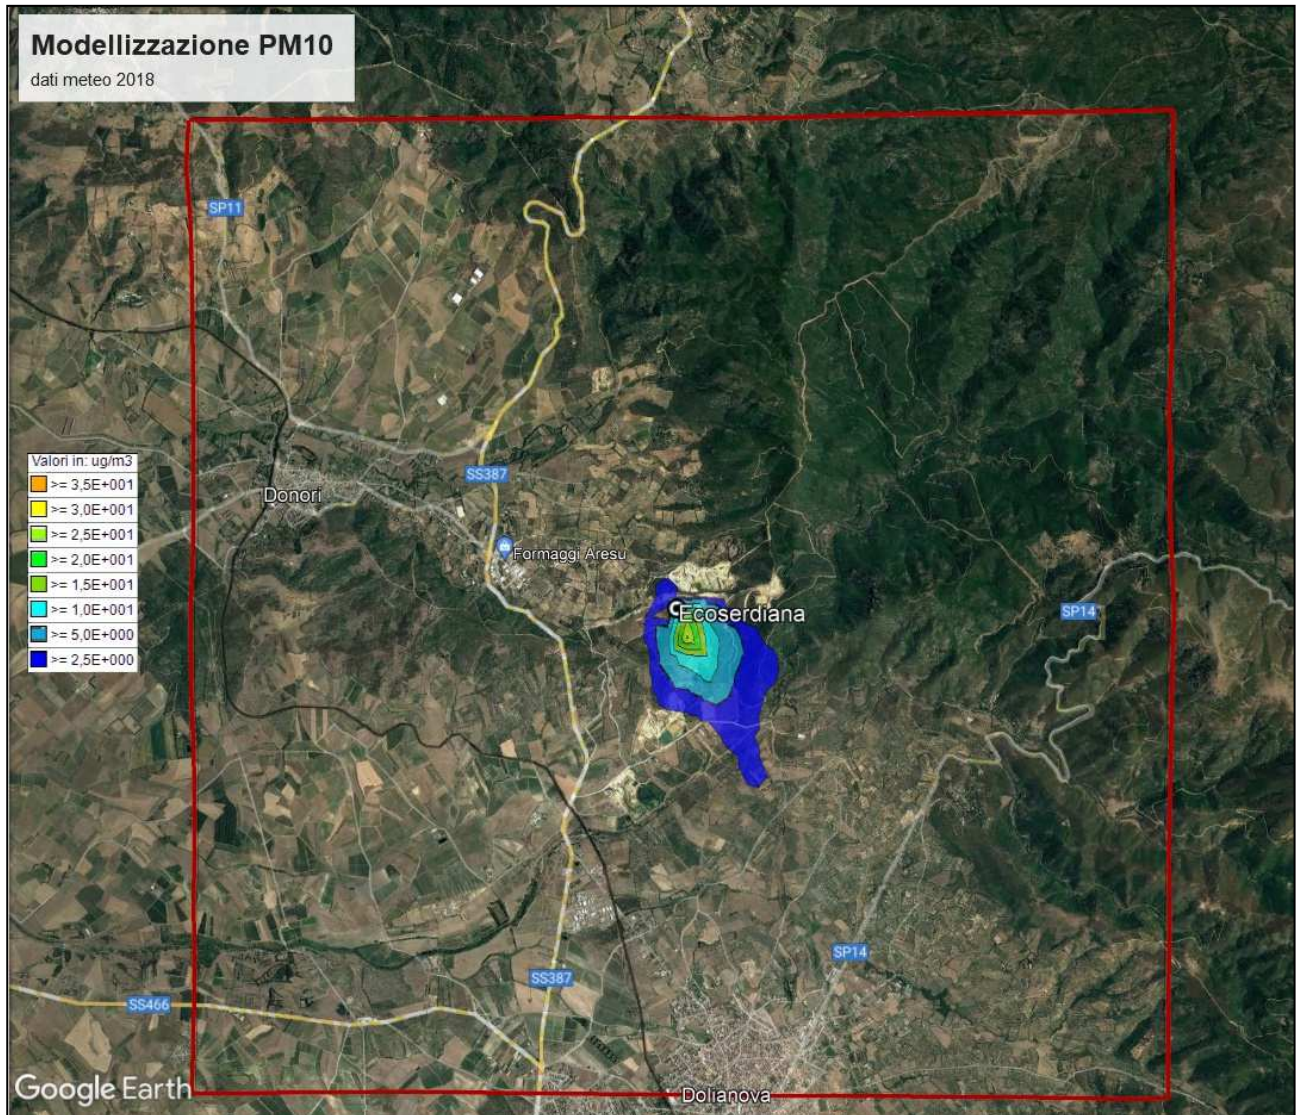 Modellizzazione PM10
dati meteo 2018
SP11
Valori in: ug/m3
>= 3,5E+001
>= 3,0E+001
>= 2,5E+001
>= 2,0E+001
>= 1,5E+001
>= 1,0E+001
>= 5,0E+000
>= 2,5E+000
SS387
Donori
Formaggi Aresu
Ecoserdiana
SP14
SP14
SS387
SS466
Google Earth
Dolianova